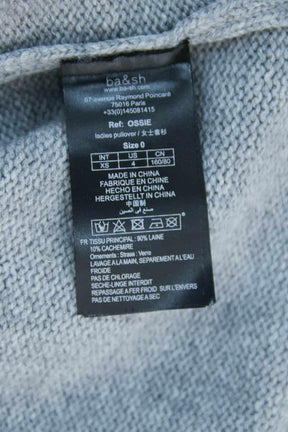 ba&sh
www.ba-sh.com
67 avenue Raymond Poincaré
75016 Paris
+33(0)145081415
Ref: OSSIE
ladies pullover / 女士套衫
Size 0
INT US CN
XS 4 160/80
MADE IN CHINA
FABRIQUE EN CHINE
HECHO EN CHINA
HERGESTELLT IN CHINA
中国制
صنع في الصين
FR TISSU PRINCIPAL : 90% LAINE
10% CACHEMIRE
Ornements : Strass : Verre
LAVAGE A LA MAIN, SEPAREMENT A L'EAU
FROIDE
PAS DE CHLORAGE
SECHE-LINGE INTERDIT
REPASSAGE A FER FROID SUR L'ENVERS
PAS DE NETTOYAGE A SEC